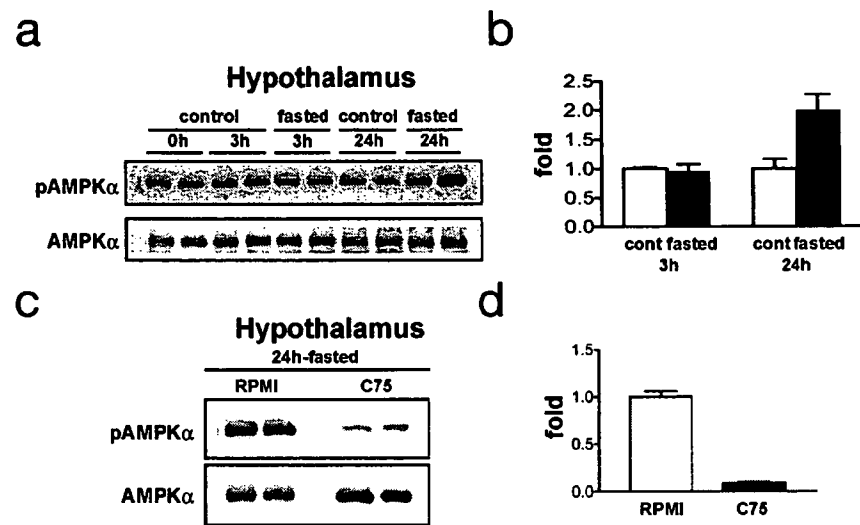 a
Hypothalamus
control fasted control fasted
0h 3h 3h 24h 24h
pAMPKα
AMPKα
b
fold
2.5
2.0
1.5
1.0
0.5
0.0
cont fasted cont fasted
3h 24h
c
Hypothalamus
24h-fasted
RPMI C75
pAMPKα
AMPKα
d
fold
1.5
1.0
0.5
0.0
RPMI C75